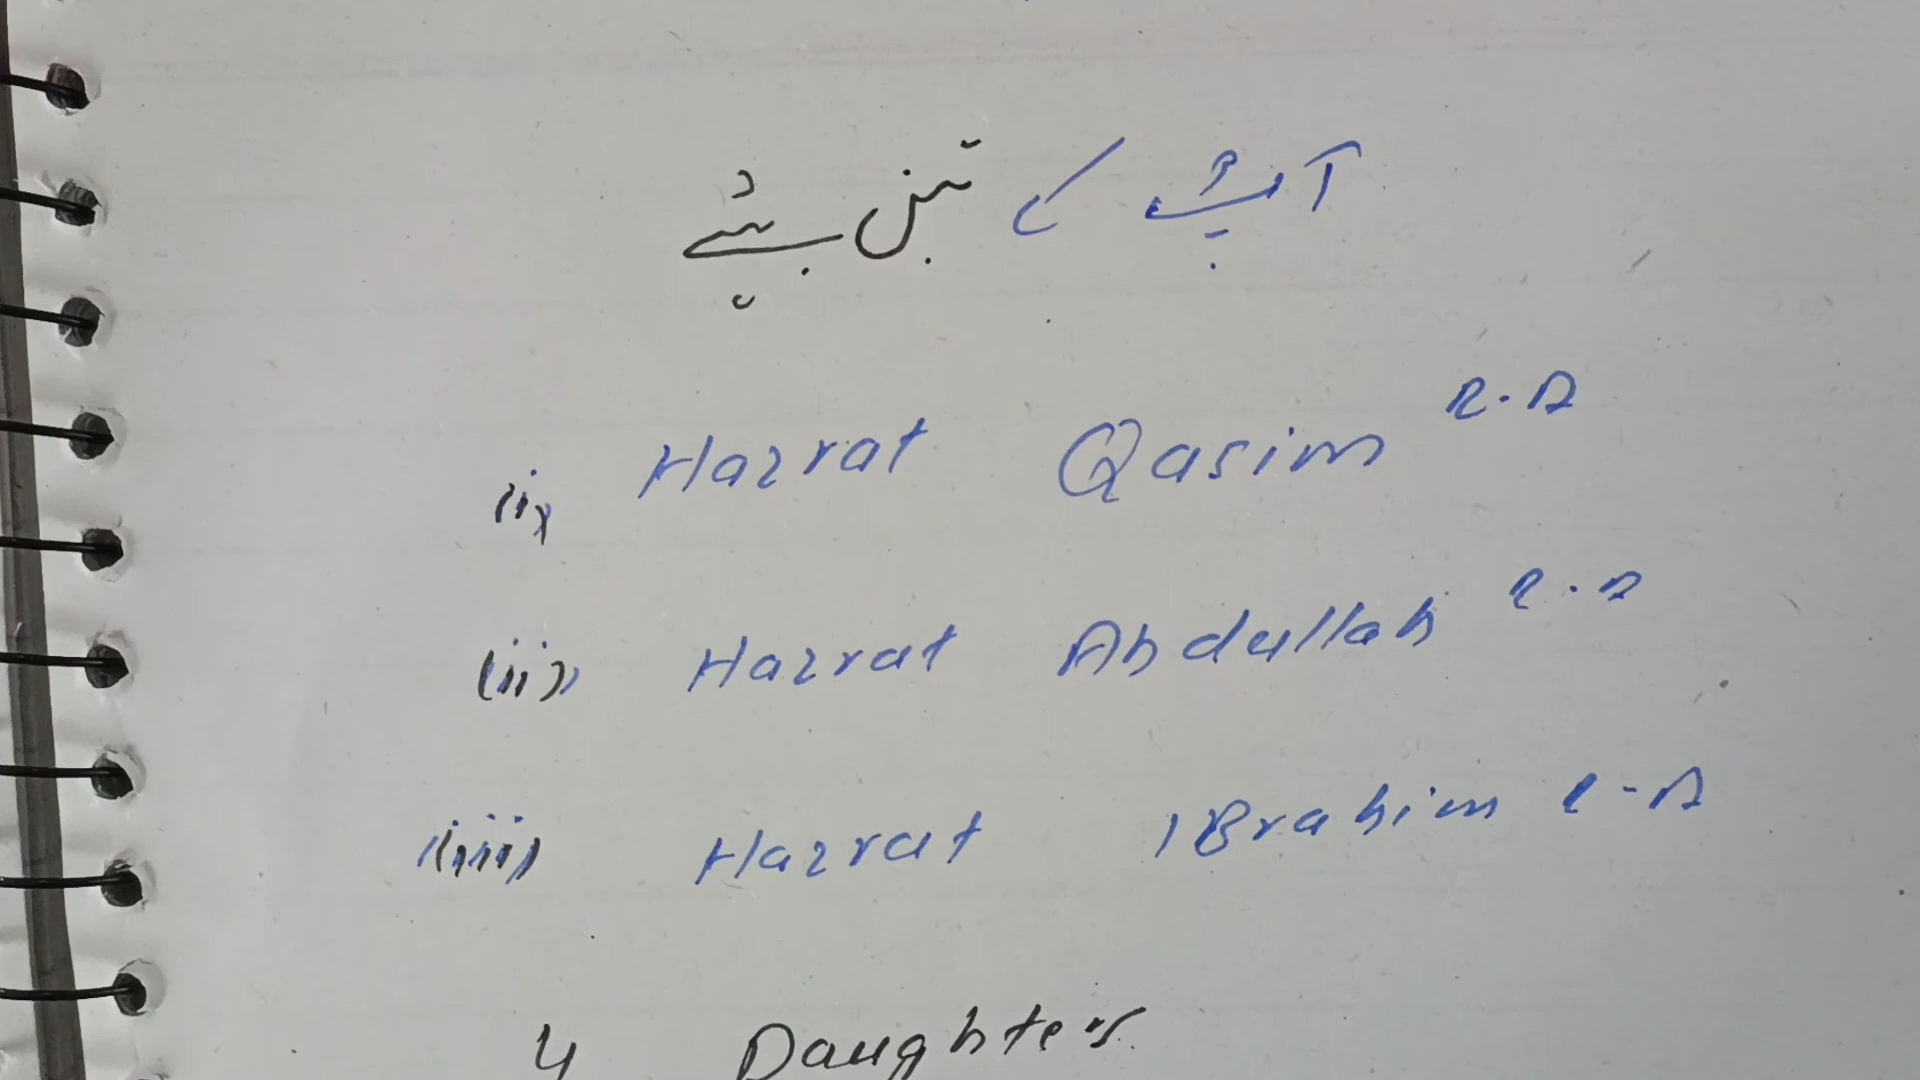 آپؐ کے تین بیٹے
(i) Hazrat Qasim R.A
(ii) Hazrat Abdullah R.A
(iii) Hazrat IBrahim R-A
4 Daughters